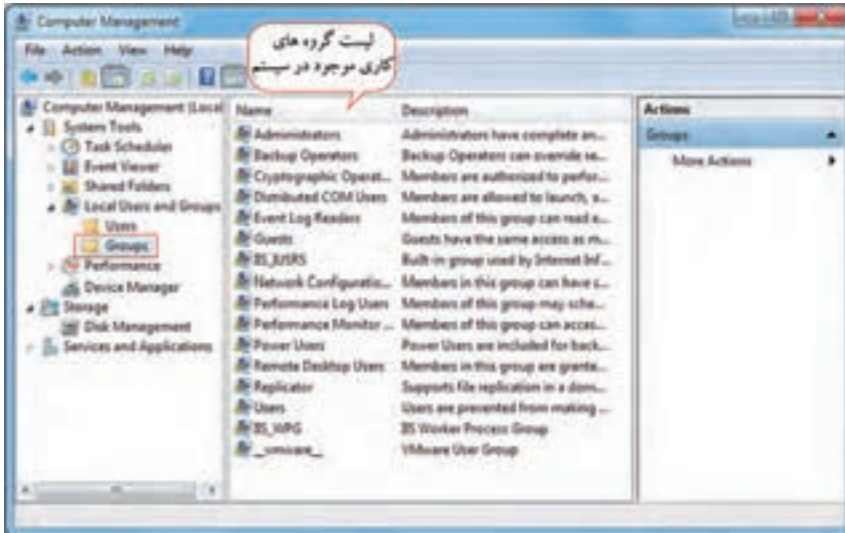 Computer Management
File Action View Help
لیست گروه های
کاری موجود در سیستم
Computer Management (Local
System Tools
Task Scheduler
Event Viewer
Shared Folders
Local Users and Groups
Users
Groups
Performance
Device Manager
Storage
Disk Management
Services and Applications
Name Description
Administrators Administrators have complete an...
Backup Operators Backup Operators can override se...
Cryptographic Operat... Members are authorized to perfor...
Distributed COM Users Members are allowed to launch, a...
Event Log Readers Members of this group can read e...
Guests Guests have the same access as m...
IIS_IUSRS Built-in group used by Internet Inf...
Network Configuratio... Members in this group can have s...
Performance Log Users Members of this group may sche...
Performance Monitor ... Members of this group can acces...
Power Users Power Users are included for back...
Remote Desktop Users Members in this group are grante...
Replicator Supports file replication in a dom...
Users Users are prevented from making ...
IIS_WPG IIS Worker Process Group
__vmware__ VMware User Group
Actions
Groups
More Actions